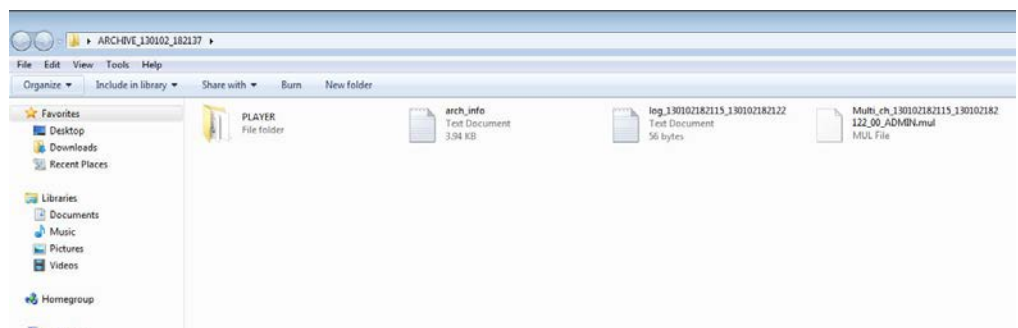 ARCHIVE_130102_182137
File Edit View Tools Help
Organize Include in library Share with Burn New folder
Favorites
Desktop
Downloads
Recent Places
Libraries
Documents
Music
Pictures
Videos
Homegroup
PLAYER
File folder
arch_info
Text Document
3.94 KB
log_130102182115_130102182122
Text Document
56 bytes
Multi_ch_130102182115_130102182
122_00_ADMIN.mul
MUL File